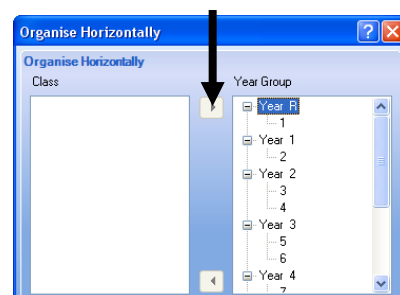 Organise Horizontally
Organise Horizontally
Class
Year Group
Year R
1
Year 1
2
Year 2
3
4
Year 3
5
6
Year 4
7